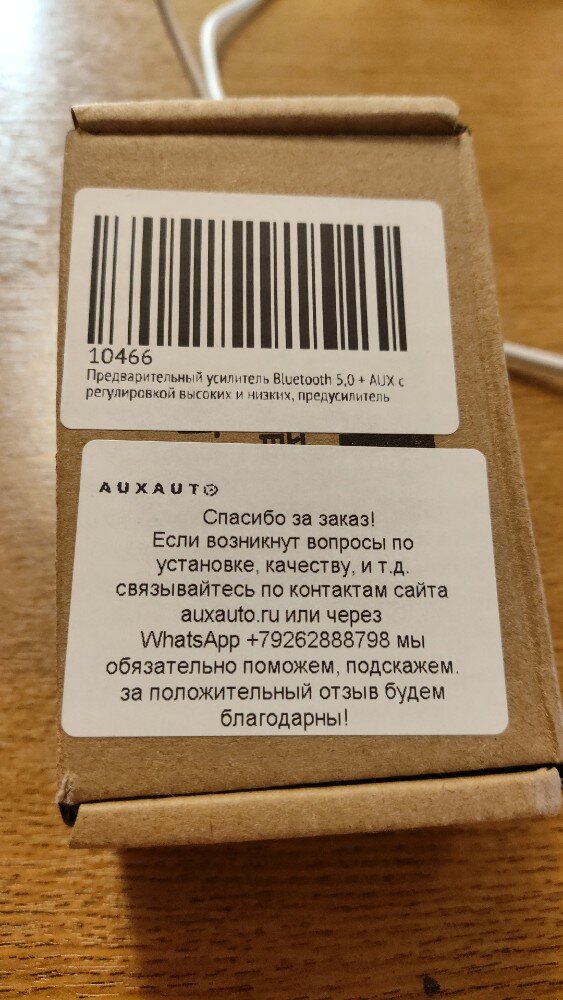 10466
Предварительный усилитель Bluetooth 5,0 + AUX с
регулировкой высоких и низких, предусилитель
AUXAUTO
Спасибо за заказ!
Если возникнут вопросы по
установке, качеству, и т.д.
связывайтесь по контактам сайта
auxauto.ru или через
WhatsApp +79262888798 мы
обязательно поможем, подскажем.
за положительный отзыв будем
благодарны!